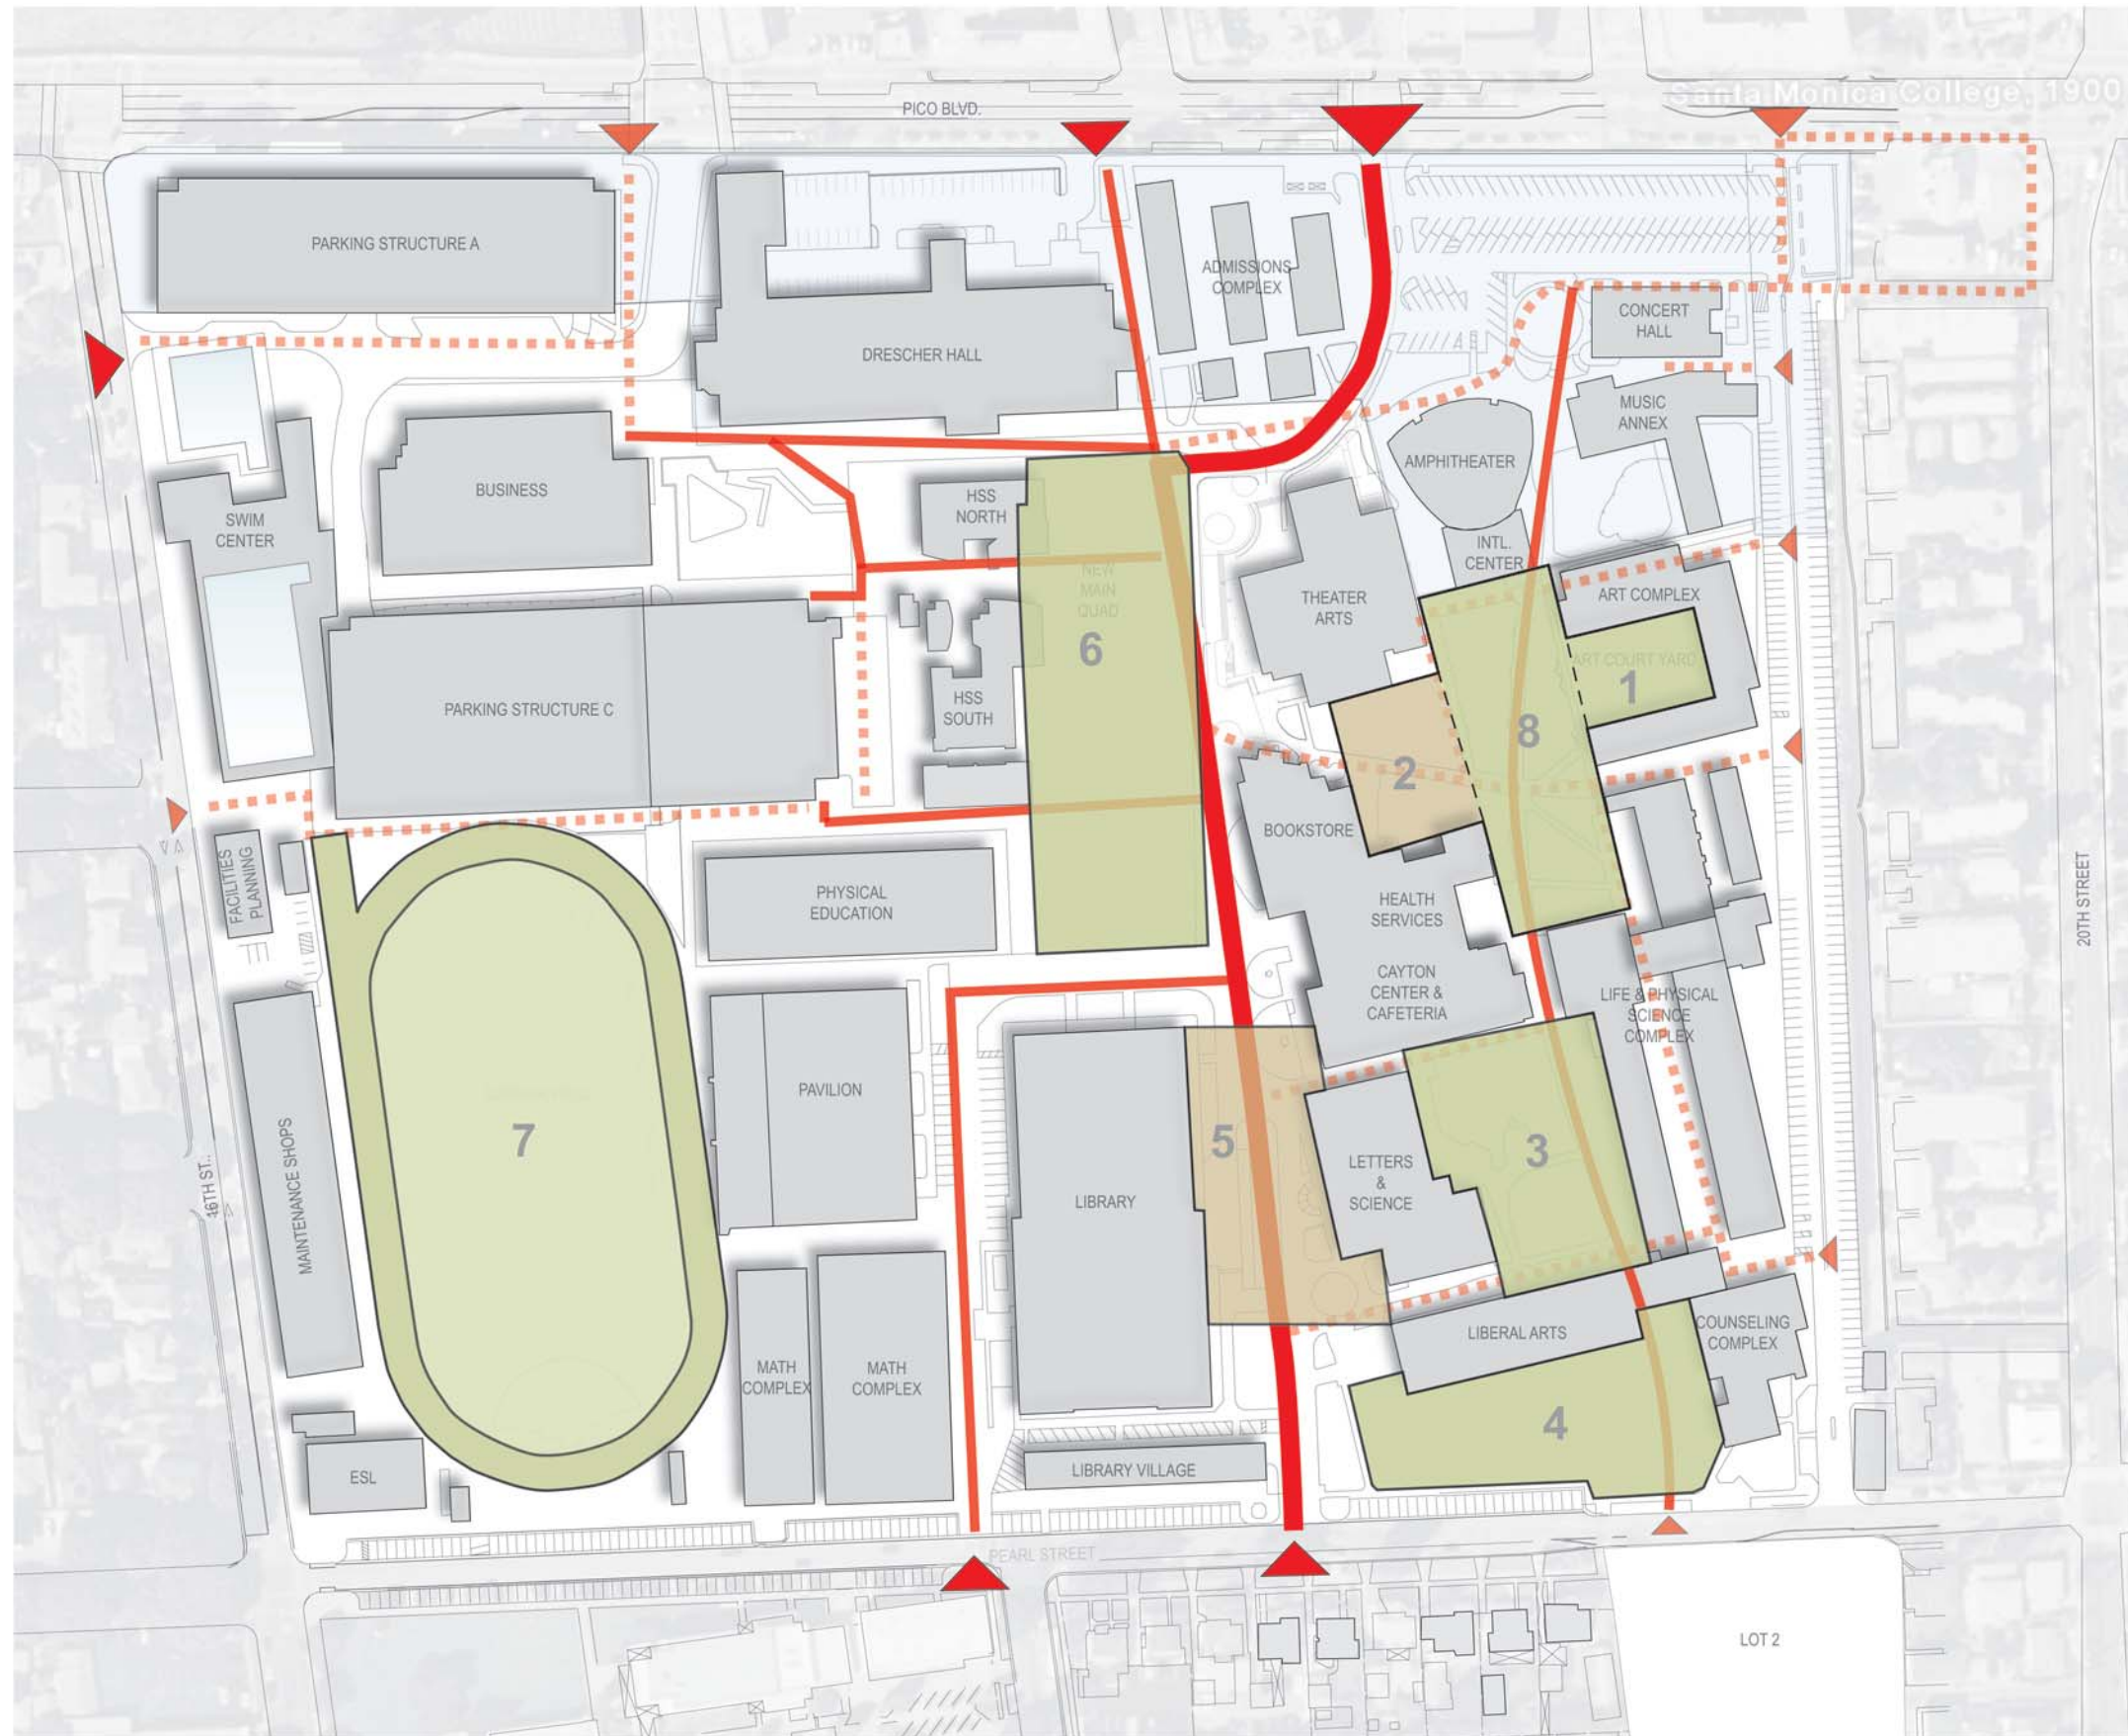 Santa Monica College, 1900
PICO BLVD.
PARKING STRUCTURE A
ADMISSIONS
COMPLEX
CONCERT
HALL
DRESCHER HALL
MUSIC
ANNEX
AMPHITHEATER
BUSINESS
HSS
NORTH
SWIM
CENTER
INTL.
CENTER
NEW
MAIN
QUAD
6
THEATER
ARTS
ART COMPLEX
ART COURT YARD
1
HSS
SOUTH
PARKING STRUCTURE C
8
2
BOOKSTORE
FACILITIES
PLANNING
PHYSICAL
EDUCATION
HEALTH
SERVICES
20TH STREET
CAYTON
CENTER &
CAFETERIA
LIFE & PHYSICAL
SCIENCE
COMPLEX
PAVILION
7
5
3
16TH ST.
MAINTENANCE SHOPS
LIBRARY
LETTERS
&
SCIENCE
LIBERAL ARTS
COUNSELING
COMPLEX
MATH
COMPLEX
MATH
COMPLEX
4
ESL
LIBRARY VILLAGE
PEARL STREET
LOT 2